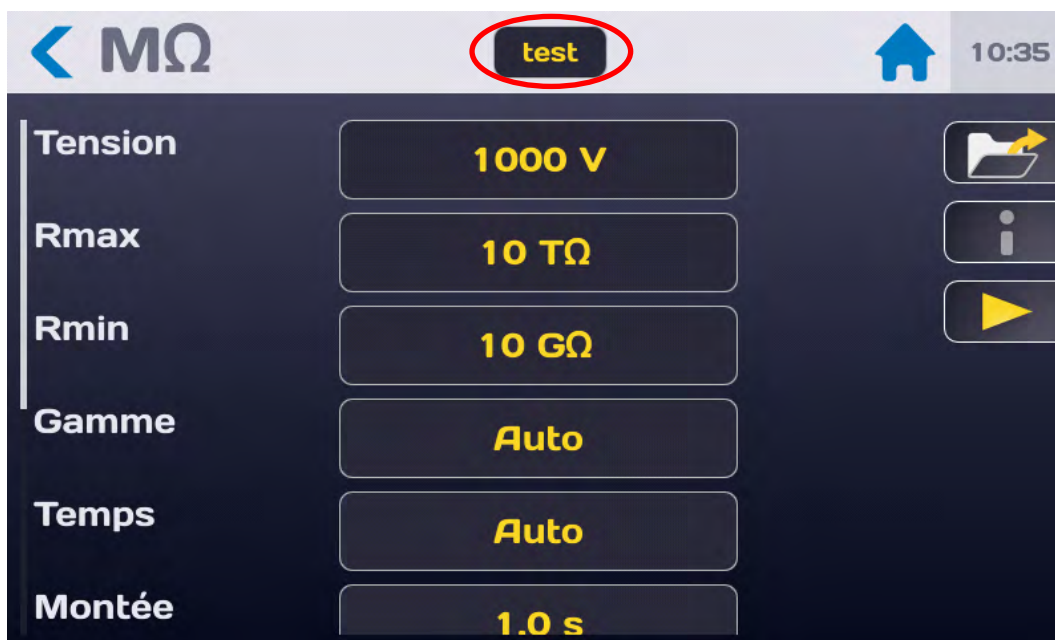 MΩ
test
10:35
Tension
1000 V
Rmax
10 TΩ
Rmin
10 GΩ
Gamme
Auto
Temps
Auto
Montée
1.0 s